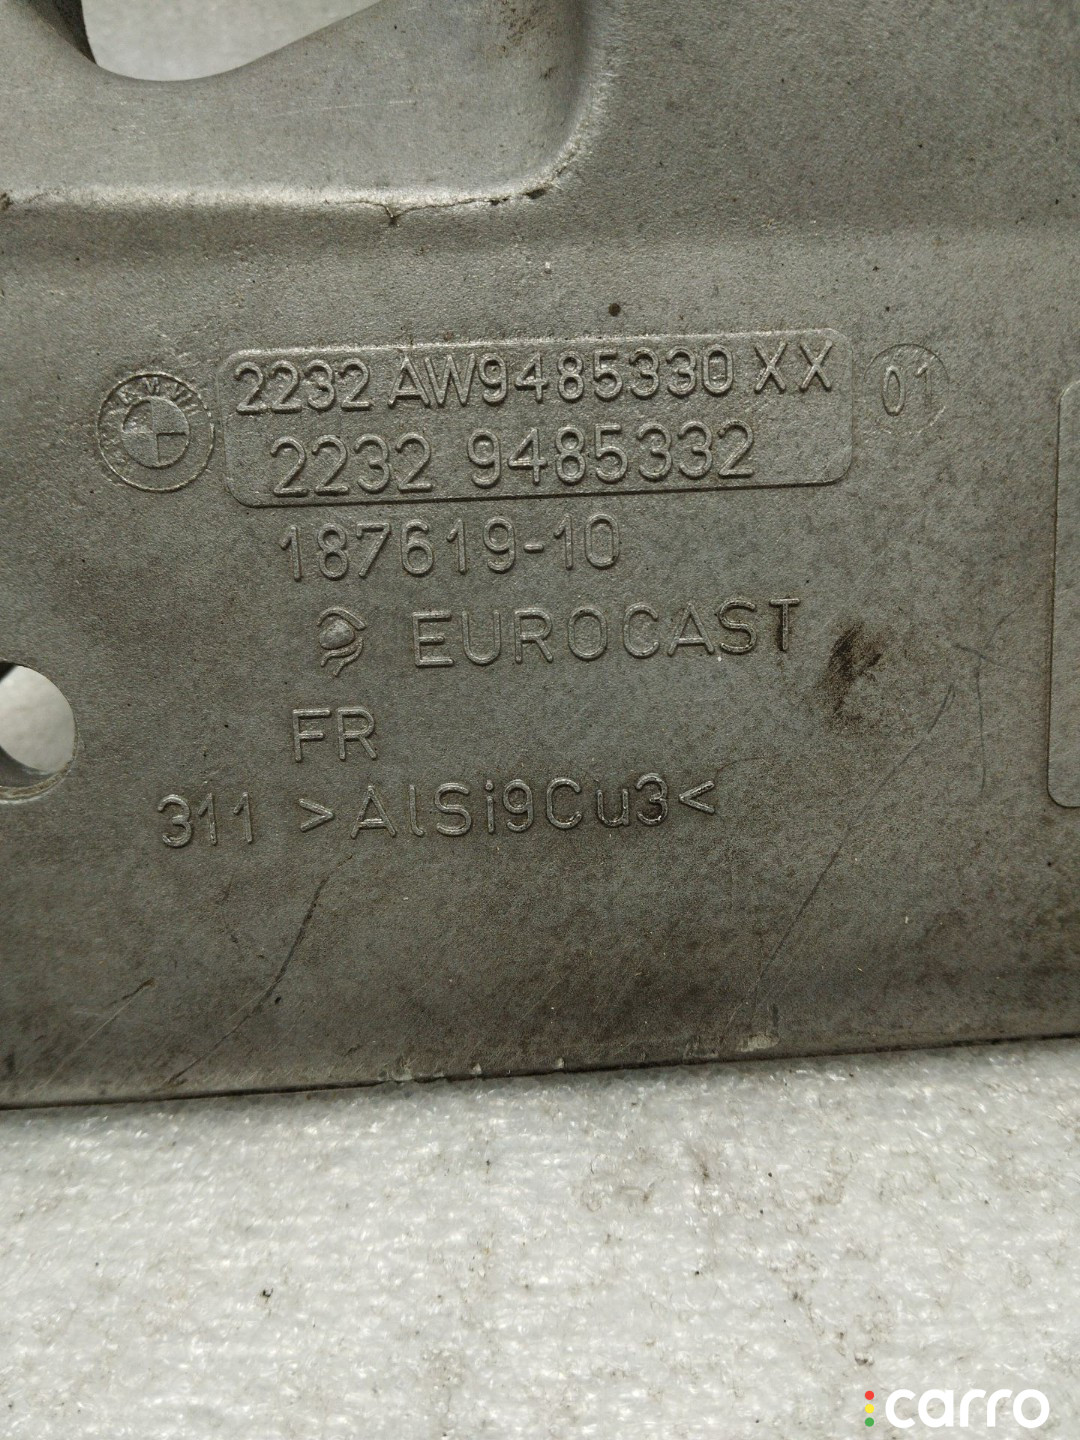 2232 AW9485330 XX
2232 9485332
01
187619-10
EUROCAST
FR
311 >AlSi9Cu3<
carro